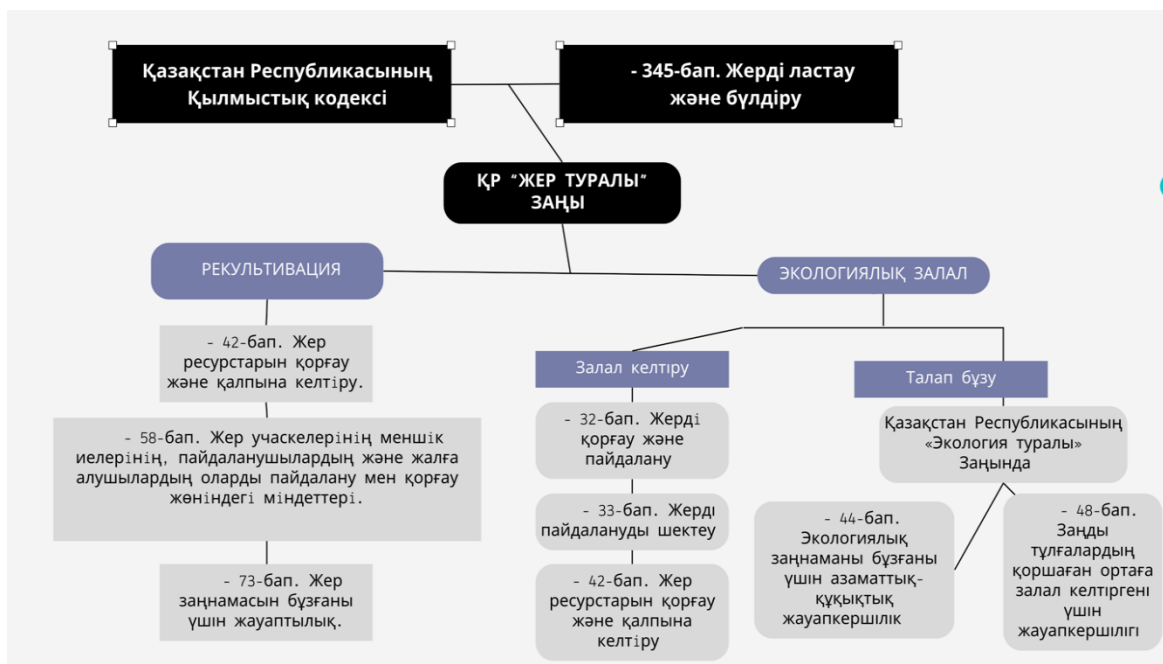 Қазақстан Республикасының
Қылмыстық кодексі
- 345-бап. Жерді ластау
және бүлдіру
ҚР “ЖЕР ТУРАЛЫ”
ЗАҢЫ
РЕКУЛЬТИВАЦИЯ
ЭКОЛОГИЯЛЫҚ ЗАЛАЛ
- 42-бап. Жер
ресурстарын қорғау
және қалпына келтіру.
- 58-бап. Жер учаскелерінің меншік
иелерінің, пайдаланушылардың және жалға
алушылардың оларды пайдалану мен қорғау
жөніндегі міндеттері.
- 73-бап. Жер
заңнамасын бұзғаны
үшін жауаптылық.
Залал келтіру
- 32-бап. Жерді
қорғау және
пайдалану
- 33-бап. Жерді
пайдалануды шектеу
- 42-бап. Жер
ресурстарын қорғау
және қалпына
келтіру
Талап бұзу
Қазақстан Республикасының
«Экология туралы»
Заңында
- 44-бап.
Экологиялық
заңнаманы бұзғаны
үшін азаматтық-
құқықтық
жауапкершілік
- 48-бап.
Заңды
тұлғалардың
қоршаған ортаға
залал келтіргені
үшін
жауапкершілігі